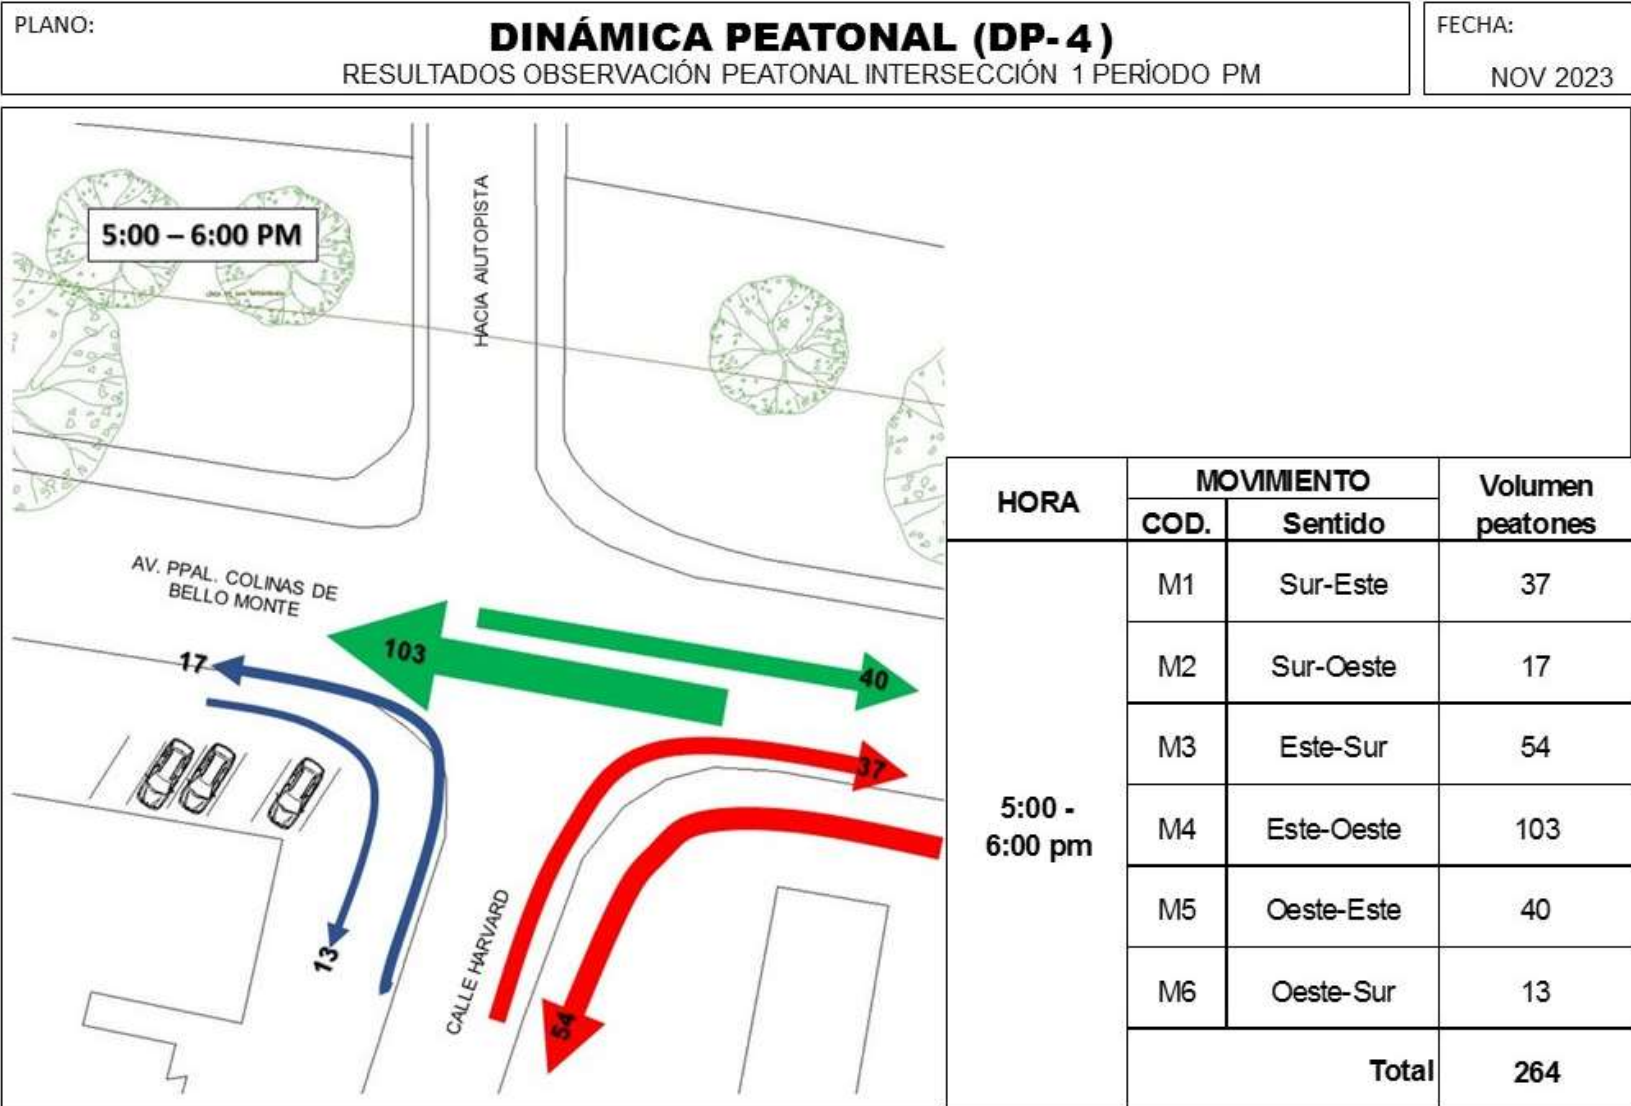 PLANO:
DINÁMICA PEATONAL (DP-4)
RESULTADOS OBSERVACIÓN PEATONAL INTERSECCIÓN 1 PERÍODO PM
FECHA:
NOV 2023
5:00 – 6:00 PM
HACIA AIUTOPISTA
AV. PPAL. COLINAS DE
BELLO MONTE
103
40
17
37
13
54
CALLE HARVARD
HORA
MOVIMIENTO
Volumen
peatones
COD.
Sentido
5:00 -
6:00 pm
M1 Sur-Este 37
M2 Sur-Oeste 17
M3 Este-Sur 54
M4 Este-Oeste 103
M5 Oeste-Este 40
M6 Oeste-Sur 13
Total 264